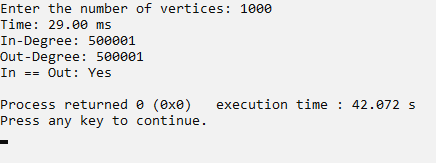 Enter the number of vertices: 1000
Time: 29.00 ms
In-Degree: 500001
Out-Degree: 500001
In == Out: Yes
Process returned 0 (0x0)   execution time : 42.072 s
Press any key to continue.